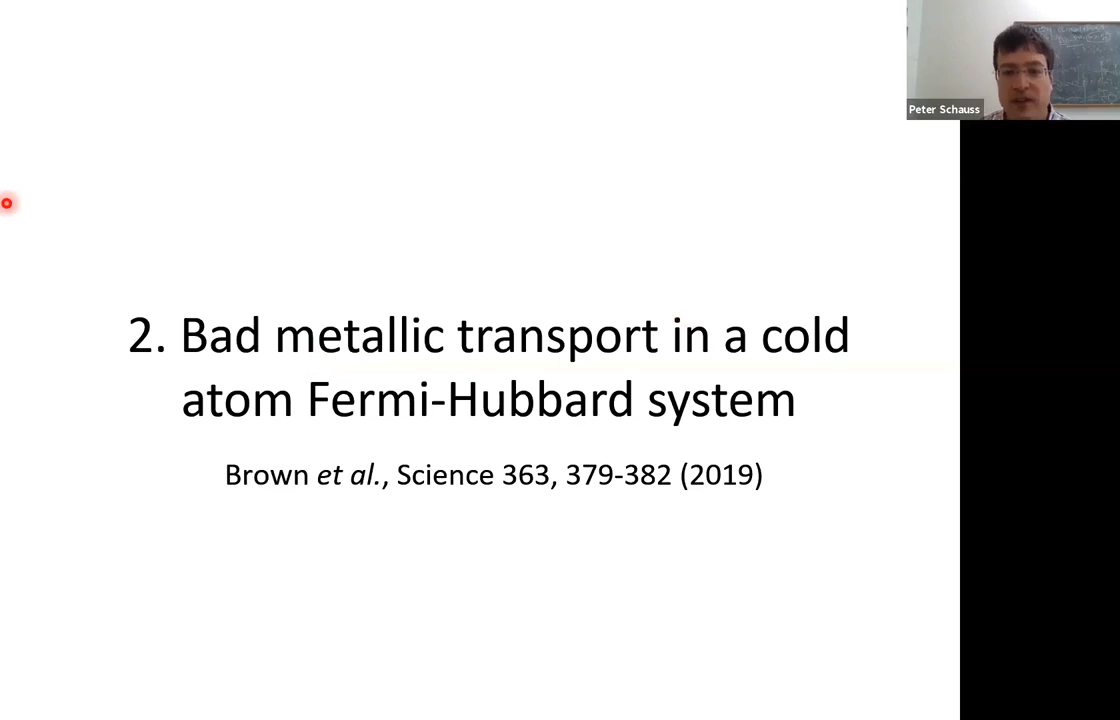 Peter Schauss
2. Bad metallic transport in a cold
atom Fermi-Hubbard system
Brown et al., Science 363, 379-382 (2019)